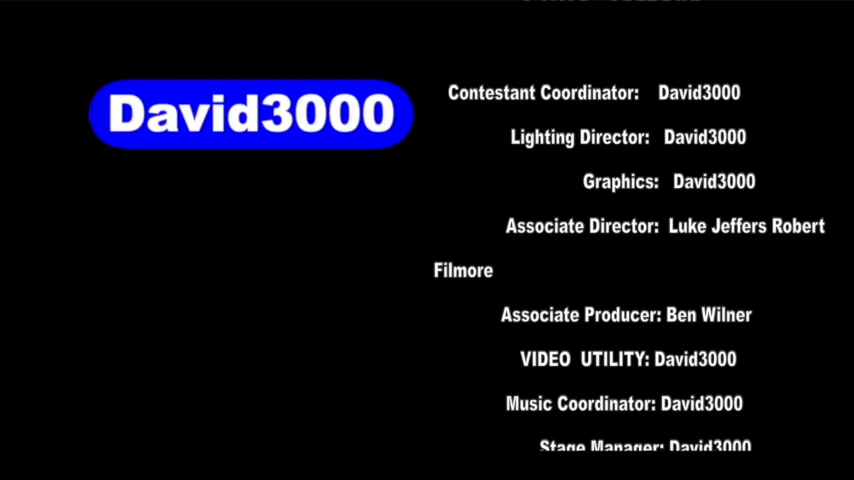 David3000
Contestant Coordinator: David3000
Lighting Director: David3000
Graphics: David3000
Associate Director: Luke Jeffers Robert
Filmore
Associate Producer: Ben Wilner
VIDEO UTILITY: David3000
Music Coordinator: David3000
Stage Manager: David3000